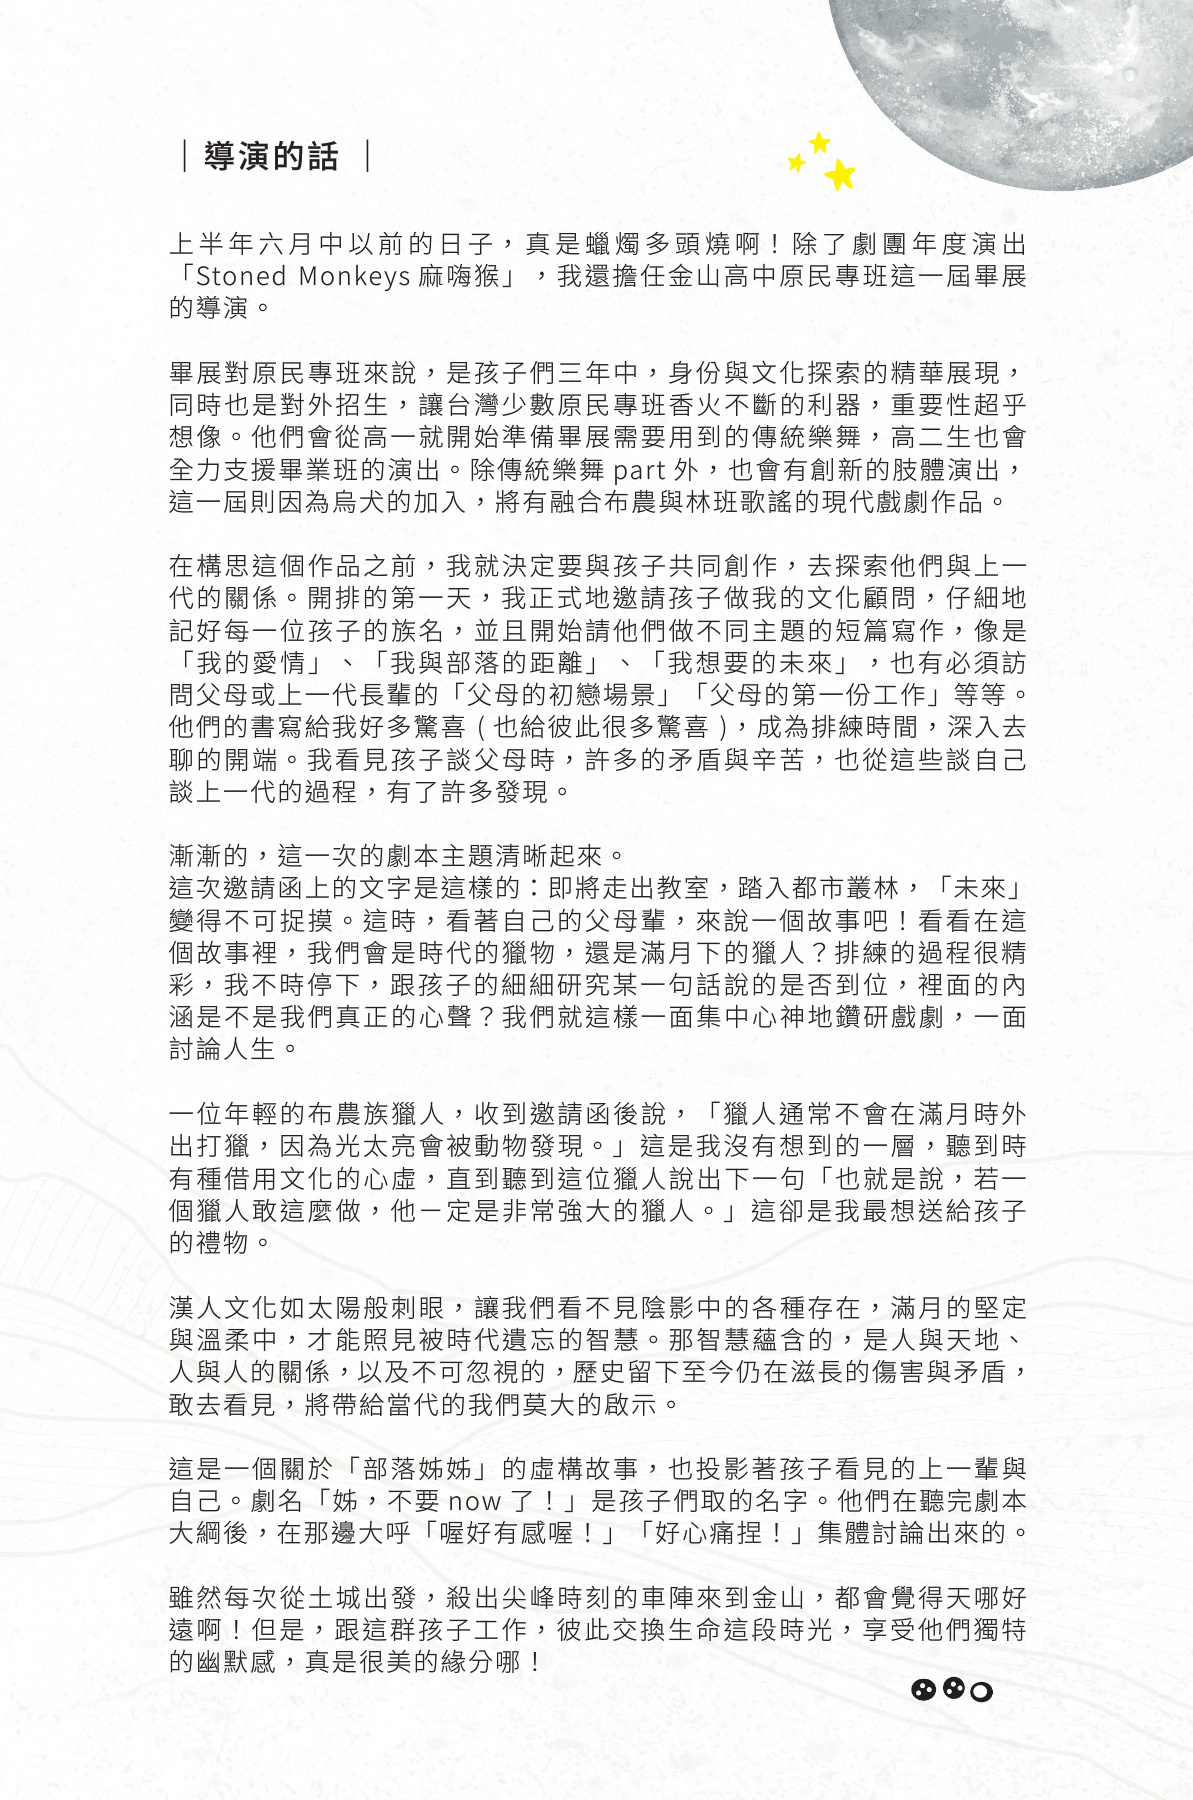 ｜導演的話 ｜
上半年六月中以前的日子，真是蠟燭多頭燒啊！除了劇團年度演出
「Stoned Monkeys 麻嗨猴」，我還擔任金山高中原民專班這一屆畢展
的導演。
畢展對原民專班來說，是孩子們三年中，身份與文化探索的精華展現，
同時也是對外招生，讓台灣少數原民專班香火不斷的利器，重要性超乎
想像。他們會從高一就開始準備畢展需要用到的傳統樂舞，高二生也會
全力支援畢業班的演出。除傳統樂舞 part 外，也會有創新的肢體演出，
這一屆則因為烏犬的加入，將有融合布農與林班歌謠的現代戲劇作品。
在構思這個作品之前，我就決定要與孩子共同創作，去探索他們與上一
代的關係。開排的第一天，我正式地邀請孩子做我的文化顧問，仔細地
記好每一位孩子的族名，並且開始請他們做不同主題的短篇寫作，像是
「我的愛情」、「我與部落的距離」、「我想要的未來」，也有必須訪
問父母或上一代長輩的「父母的初戀場景」「父母的第一份工作」等等。
他們的書寫給我好多驚喜 ( 也給彼此很多驚喜 )，成為排練時間，深入去
聊的開端。我看見孩子談父母時，許多的矛盾與辛苦，也從這些談自己
談上一代的過程，有了許多發現。
漸漸的，這一次的劇本主題清晰起來。
這次邀請函上的文字是這樣的：即將走出教室，踏入都市叢林，「未來」
變得不可捉摸。這時，看著自己的父母輩，來說一個故事吧！看看在這
個故事裡，我們會是時代的獵物，還是滿月下的獵人？排練的過程很精
彩，我不時停下，跟孩子的細細研究某一句話說的是否到位，裡面的內
涵是不是我們真正的心聲？我們就這樣一面集中心神地鑽研戲劇，一面
討論人生。
一位年輕的布農族獵人，收到邀請函後說，「獵人通常不會在滿月時外
出打獵，因為光太亮會被動物發現。」這是我沒有想到的一層，聽到時
有種借用文化的心虛，直到聽到這位獵人說出下一句「也就是說，若一
個獵人敢這麼做，他一定是非常強大的獵人。」這卻是我最想送給孩子
的禮物。
漢人文化如太陽般刺眼，讓我們看不見陰影中的各種存在，滿月的堅定
與溫柔中，才能照見被時代遺忘的智慧。那智慧蘊含的，是人與天地、
人與人的關係，以及不可忽視的，歷史留下至今仍在滋長的傷害與矛盾，
敢去看見，將帶給當代的我們莫大的啟示。
這是一個關於「部落姊姊」的虛構故事，也投影著孩子看見的上一輩與
自己。劇名「姊，不要 now 了！」是孩子們取的名字。他們在聽完劇本
大綱後，在那邊大呼「喔好有感喔！」「好心痛捏！」集體討論出來的。
雖然每次從土城出發，殺出尖峰時刻的車陣來到金山，都會覺得天哪好
遠啊！但是，跟這群孩子工作，彼此交換生命這段時光，享受他們獨特
的幽默感，真是很美的緣分哪！